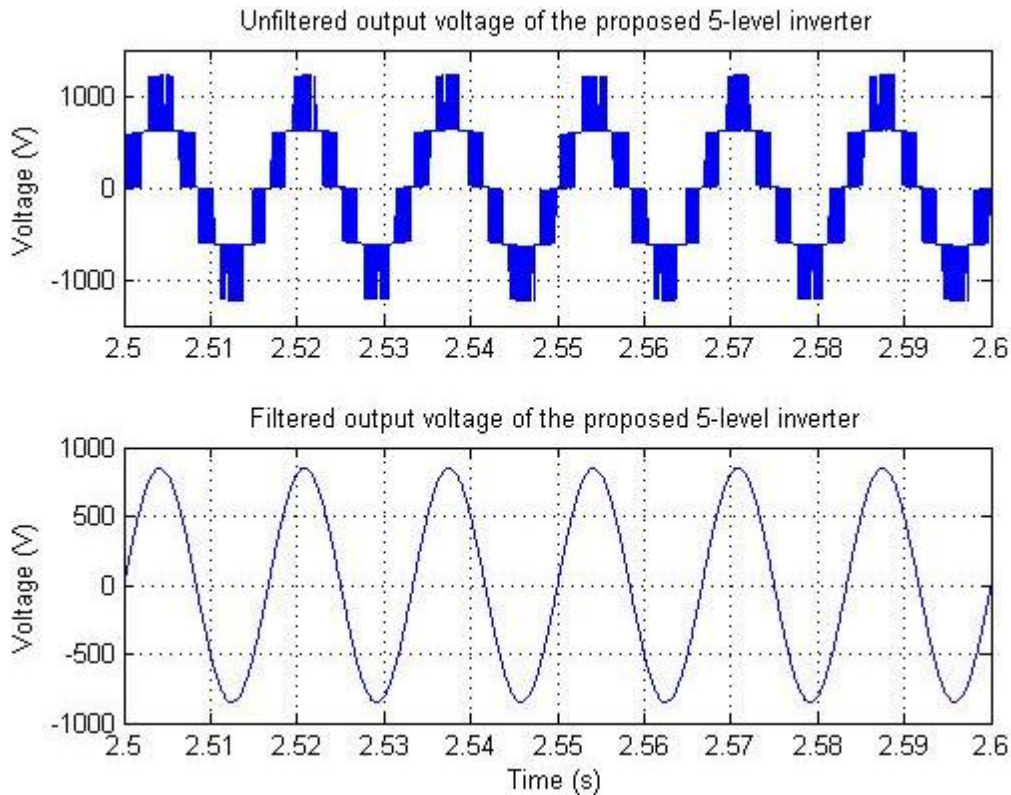 Unfiltered output voltage of the proposed 5-level inverter
Voltage (V)
1000
0
-1000
2.5 2.51 2.52 2.53 2.54 2.55 2.56 2.57 2.58 2.59 2.6
Filtered output voltage of the proposed 5-level inverter
Voltage (V)
1000
500
0
-500
-1000
2.5 2.51 2.52 2.53 2.54 2.55 2.56 2.57 2.58 2.59 2.6
Time (s)